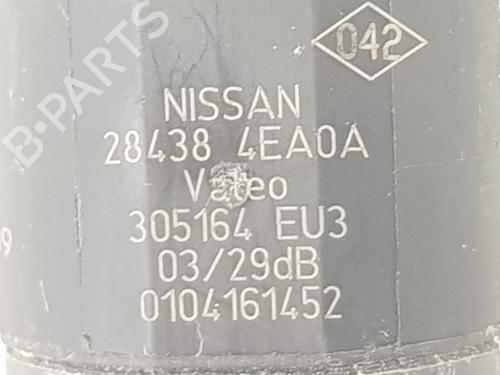 042
NISSAN
28438 4EA0A
Valeo
305164 EU3
03/29dB
0104161452
B-PARTS